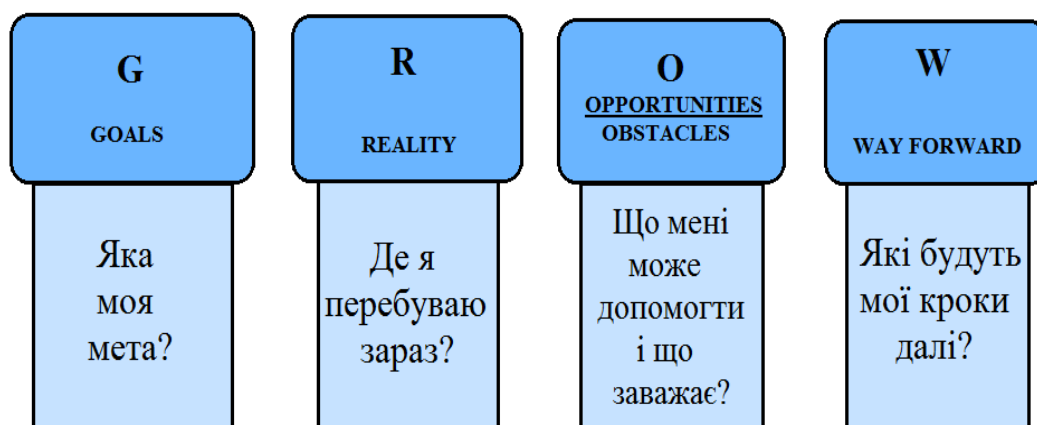 G
GOALS
Яка
моя
мета?
R
REALITY
Де я
перебуваю
зараз?
O
OPPORTUNITIES
OBSTACLES
Що мені
може
допомогти
і що
заважає?
W
WAY FORWARD
Які будуть
мої кроки
далі?